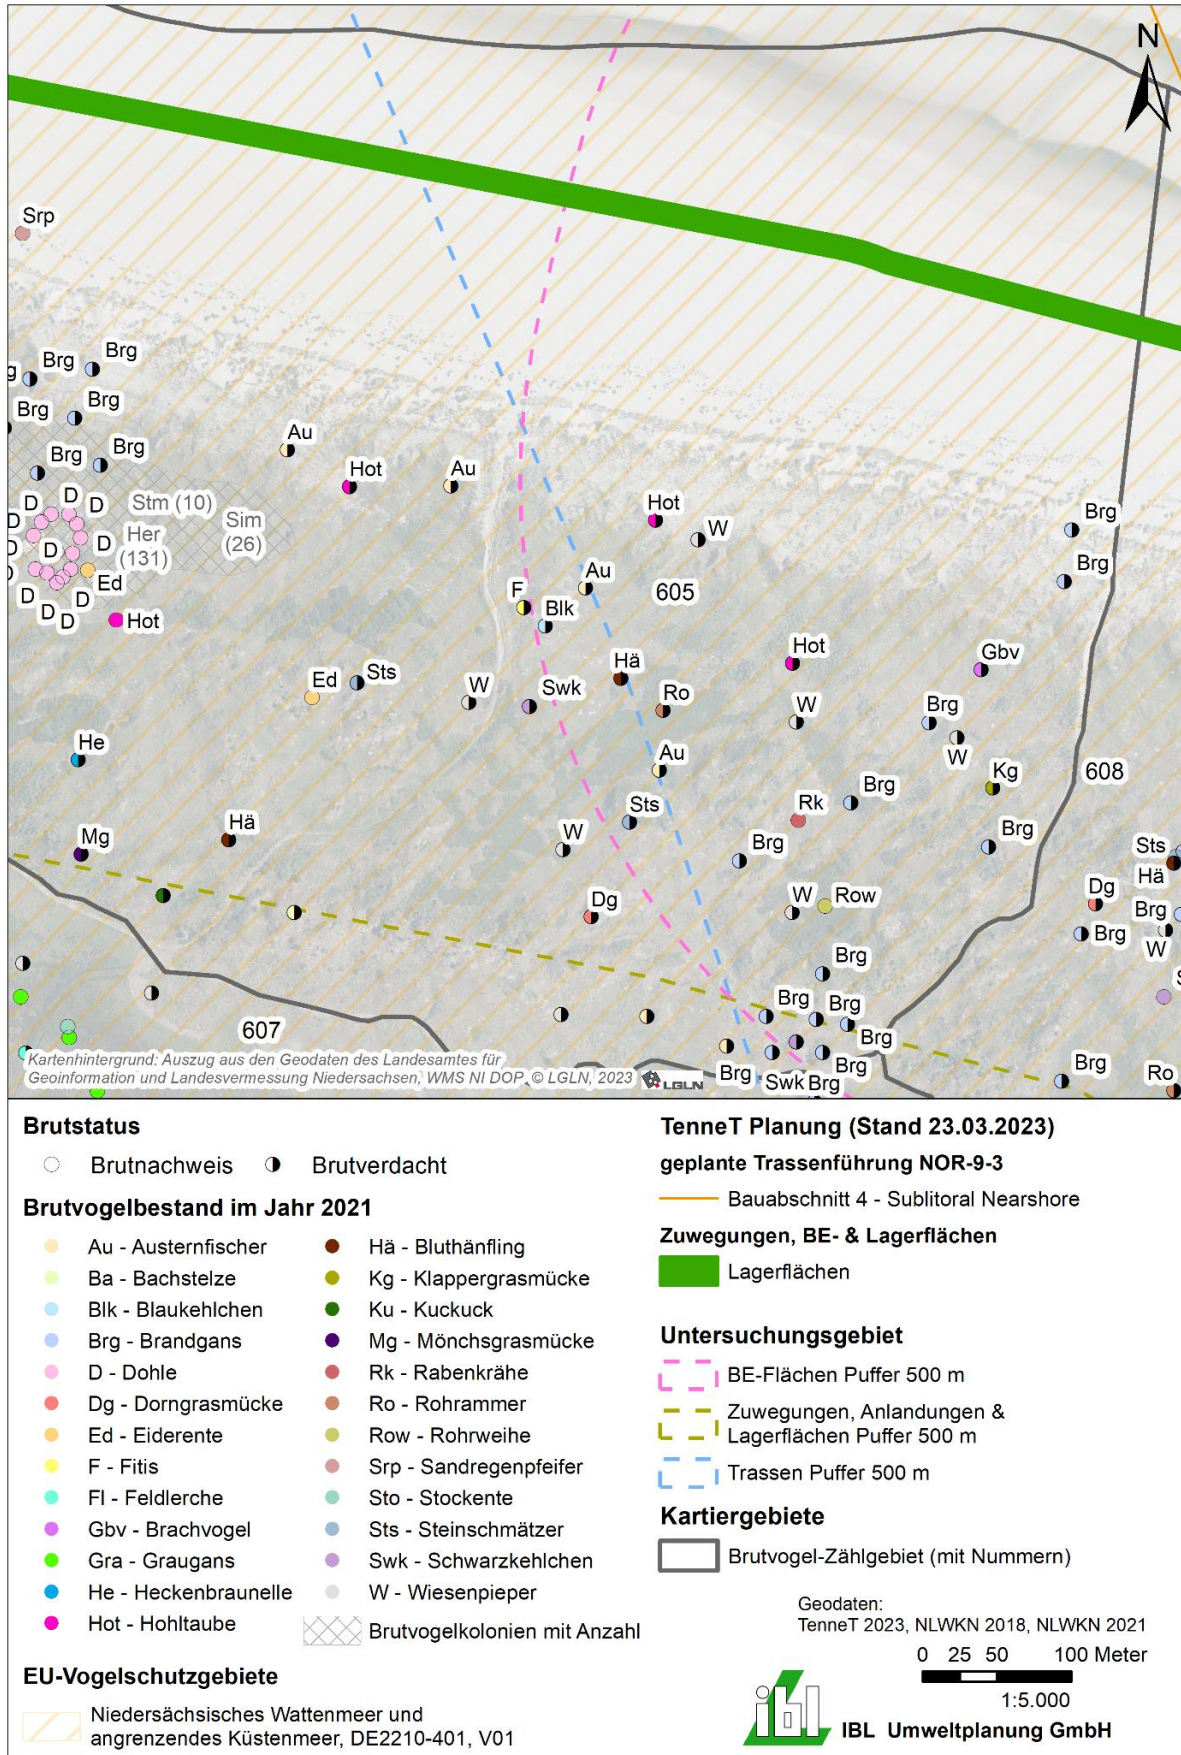 N
Srp
Brg
Brg
g
Brg
Brg
Brg
Brg
Au
Hot
Au
Hot
W
Brg
Brg
D
D
D
D
D
D
D
D
D
D
D
D
D
Stm (10)
Her
(131)
Sim
(26)
Ed
Hot
F
Blk
Au
605
Hä
Hot
Gbv
Ed
Sts
W
Swk
Ro
W
Brg
W
He
Au
Kg
608
Mg
Hä
W
Sts
Rk
Brg
Brg
Brg
Sts
Hä
Dg
W
Row
Dg
Brg
Brg
W
S
Brg
Brg
Brg
Brg
607
Brg
Swk
Brg
Brg
Brg
Ro
Kartenhintergrund: Auszug aus den Geodaten des Landesamtes für
Geoinformation und Landesvermessung Niedersachsen, WMS NI DOP, © LGLN, 2023
LGLN
Brutstatus
Brutnachweis
Brutverdacht
Brutvogelbestand im Jahr 2021
Au - Austernfischer
Ba - Bachstelze
Blk - Blaukehlchen
Brg - Brandgans
D - Dohle
Dg - Dorngrasmücke
Ed - Eiderente
F - Fitis
Fl - Feldlerche
Gbv - Brachvogel
Gra - Graugans
He - Heckenbraunelle
Hot - Hohltaube
Hä - Bluthänfling
Kg - Klappergrasmücke
Ku - Kuckuck
Mg - Mönchsgrasmücke
Rk - Rabenkrähe
Ro - Rohrammer
Row - Rohrweihe
Srp - Sandregenpfeifer
Sto - Stockente
Sts - Steinschmätzer
Swk - Schwarzkehlchen
W - Wiesenpieper
Brutvogelkolonien mit Anzahl
EU-Vogelschutzgebiete
Niedersächsisches Wattenmeer und
angrenzendes Küstenmeer, DE2210-401, V01
TenneT Planung (Stand 23.03.2023)
geplante Trassenführung NOR-9-3
Bauabschnitt 4 - Sublitoral Nearshore
Zuwegungen, BE- & Lagerflächen
Lagerflächen
Untersuchungsgebiet
BE-Flächen Puffer 500 m
Zuwegungen, Anlandungen &
Lagerflächen Puffer 500 m
Trassen Puffer 500 m
Kartiergebiete
Brutvogel-Zählgebiet (mit Nummern)
Geodaten:
TenneT 2023, NLWKN 2018, NLWKN 2021
0 25 50 100 Meter
1:5.000
ibl
IBL Umweltplanung GmbH